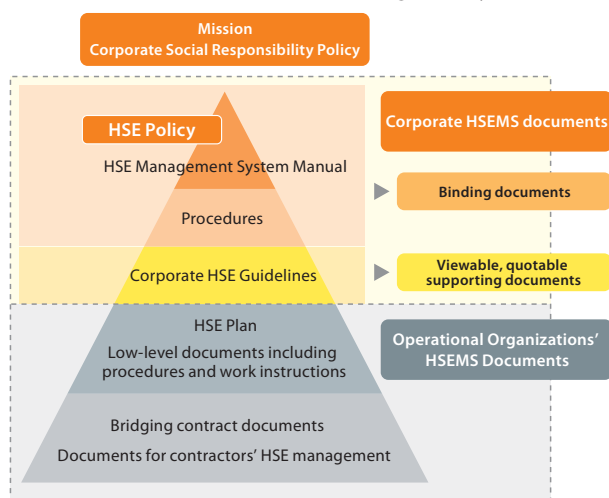 Mission
Corporate Social Responsibility Policy
HSE Policy
Corporate HSEMS documents
HSE Management System Manual
Binding documents
Procedures
Corporate HSE Guidelines
Viewable, quotable
supporting documents
HSE Plan
Low-level documents including
procedures and work instructions
Operational Organizations’
HSEMS Documents
Bridging contract documents
Documents for contractors’ HSE management